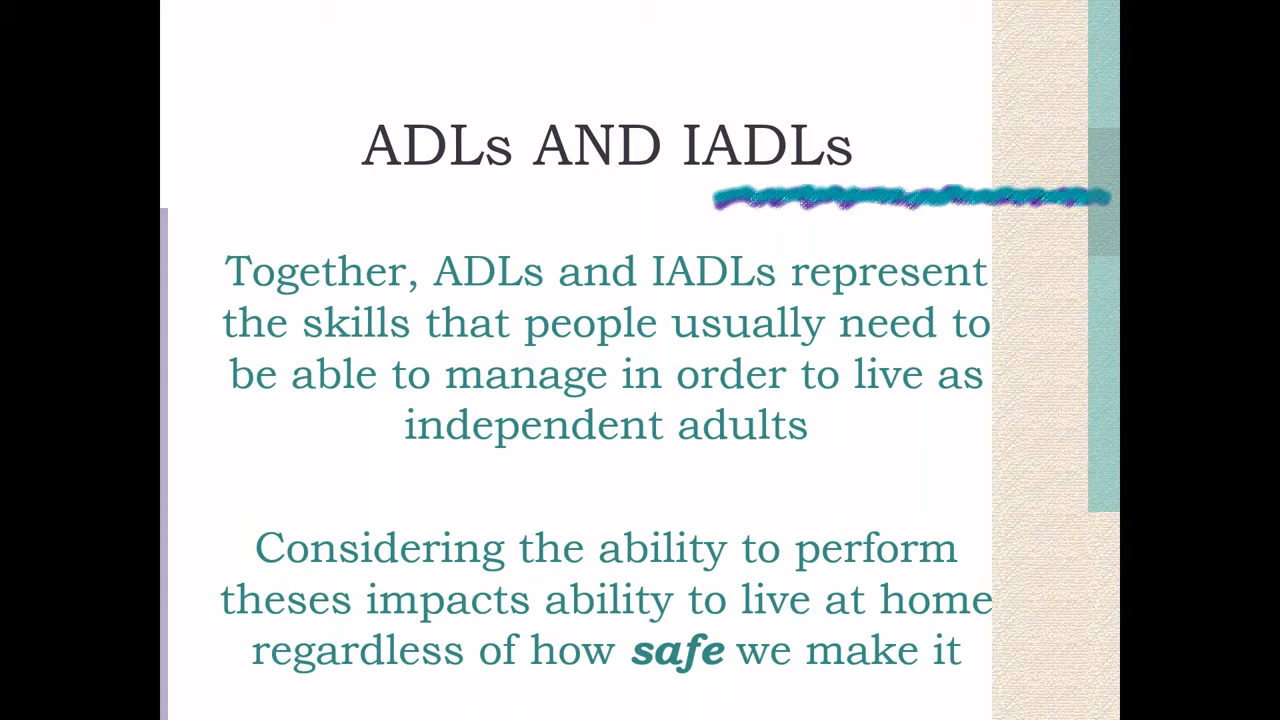 ADLs AND IADLs
Together, ADLs and IADLs represent
the skills that people usually need to
be able to manage in order to live as
independent adults
Considering the ability to perform
theses impacts ability to live at home
regardless of how safe we make it